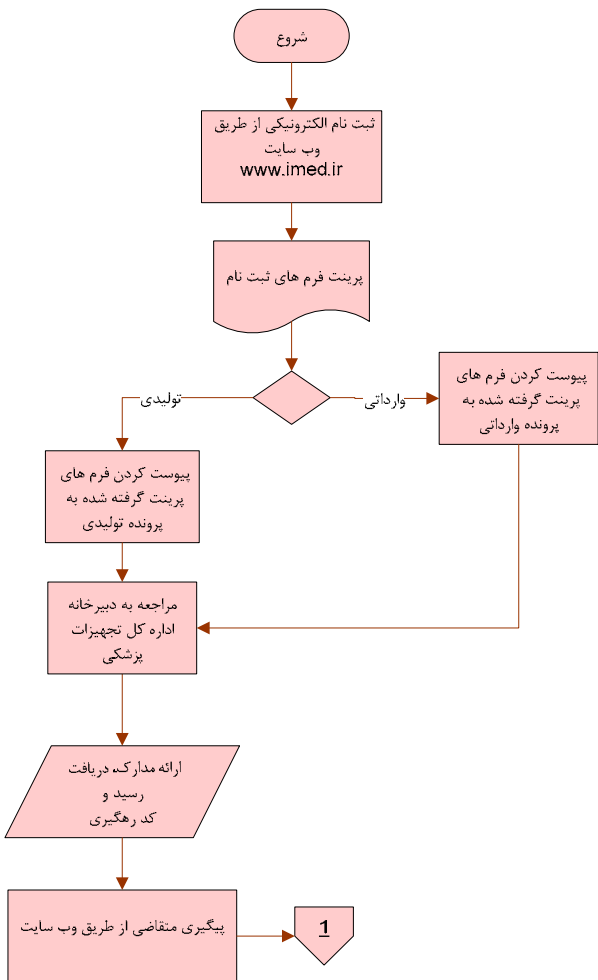 شروع
ثبت نام الکترونیکی از طریق
وب سایت
www.imed.ir
پرینت فرم های ثبت نام
تولیدی
وارداتی
پیوست کردن فرم های
پرینت گرفته شده به
پرونده وارداتی
پیوست کردن فرم های
پرینت گرفته شده به
پرونده تولیدی
مراجعه به دبیرخانه
اداره کل تجهیزات
پزشکی
ارائه مدارک، دریافت
رسید و
کد رهگیری
پیگیری متقاضی از طریق وب سایت
1